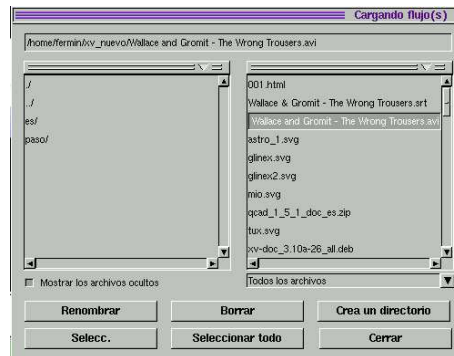 Cargando flujo(s)
/home/fermin/xv_nuevo/Wallace and Gromit - The Wrong Trousers.avi
./
../
es/
paso/
001.html
Wallace & Gromit - The Wrong Trousers.srt
Wallace and Gromit - The Wrong Trousers.avi
astro_1.svg
glinex.svg
glinex2.svg
mio.svg
qcad_1_5_1_doc_es.zip
tux.svg
xv-doc_3.10a-26_all.deb
Mostrar los archivos ocultos
Todos los archivos
Renombrar
Borrar
Crea un directorio
Selecc.
Seleccionar todo
Cerrar